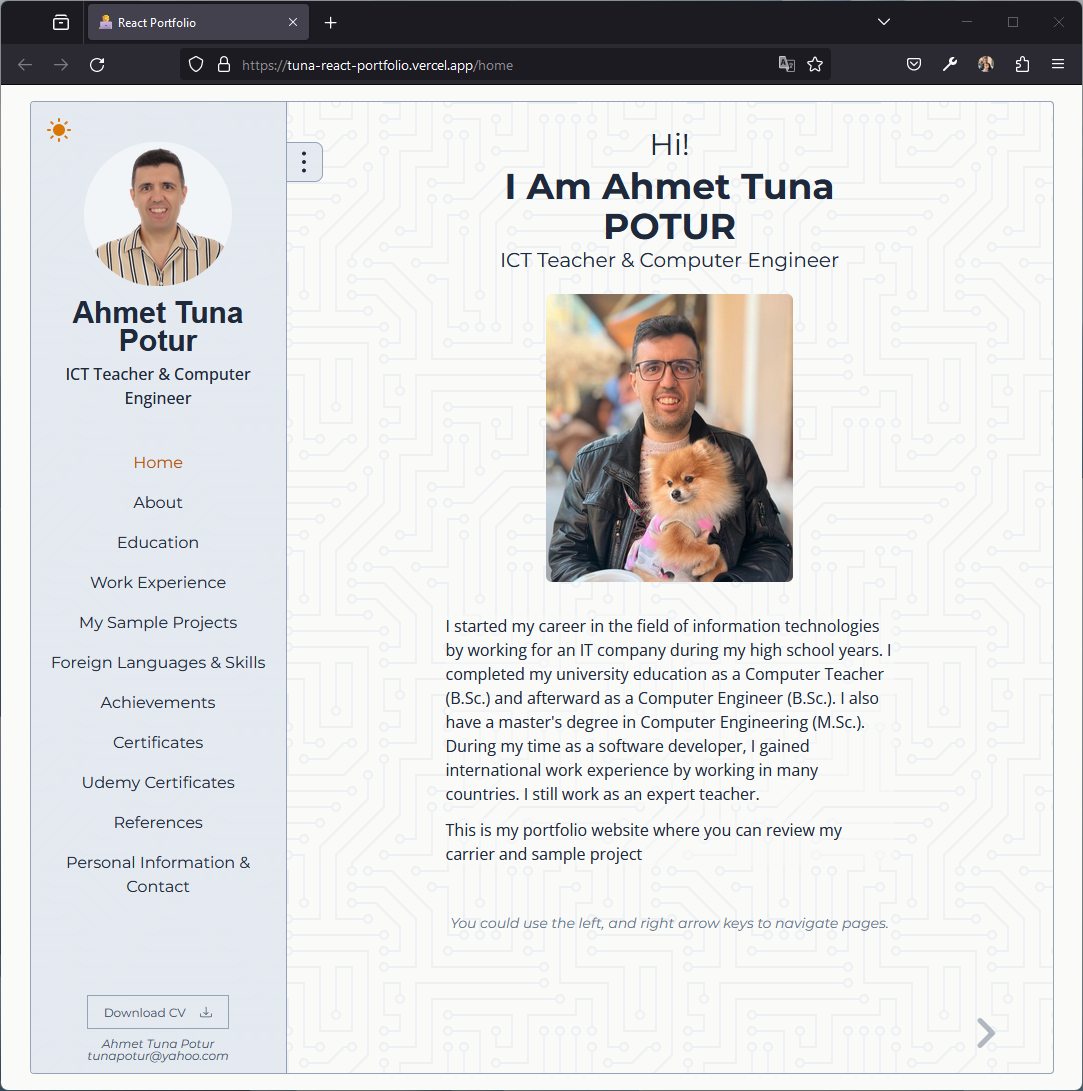 React Portfolio
https://tuna-react-portfolio.vercel.app/home
Ahmet Tuna
Potur
ICT Teacher & Computer
Engineer
Home
About
Education
Work Experience
My Sample Projects
Foreign Languages & Skills
Achievements
Certificates
Udemy Certificates
References
Personal Information &
Contact
Download CV
Ahmet Tuna Potur
tunapotur@yahoo.com
Hi!
I Am Ahmet Tuna
POTUR
ICT Teacher & Computer Engineer
I started my career in the field of information technologies
by working for an IT company during my high school years. I
completed my university education as a Computer Teacher
(B.Sc.) and afterward as a Computer Engineer (B.Sc.). I also
have a master's degree in Computer Engineering (M.Sc.).
During my time as a software developer, I gained
international work experience by working in many
countries. I still work as an expert teacher.
This is my portfolio website where you can review my
carrier and sample project
You could use the left, and right arrow keys to navigate pages.